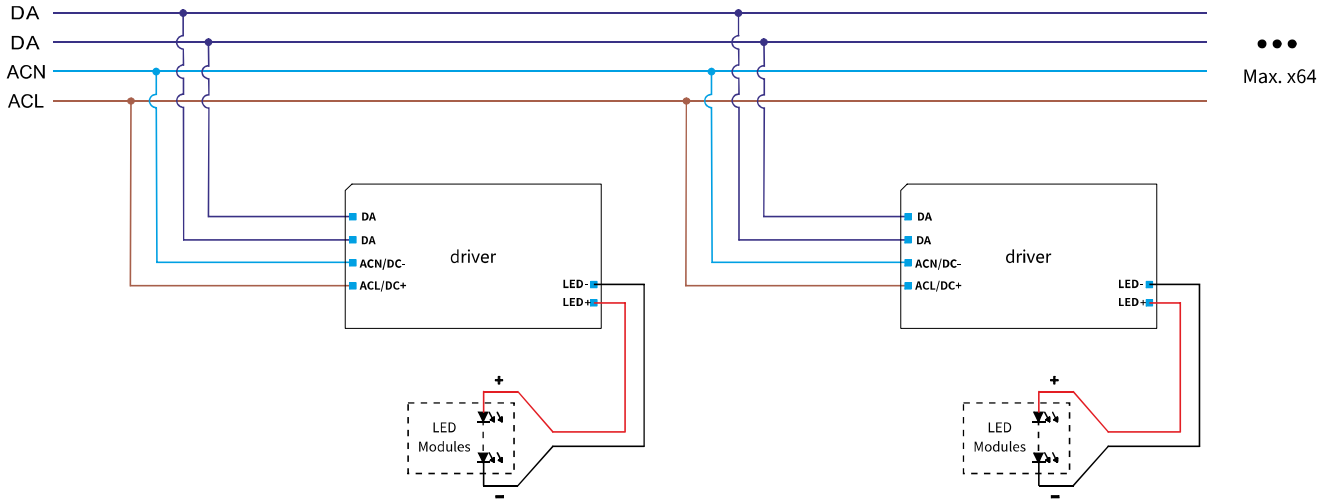 DA
DA
ACN
ACL
●●●
Max. x64
DA
DA
driver
ACN/DC-
ACL/DC+
LED-
LED+
DA
DA
driver
ACN/DC-
ACL/DC+
LED-
LED+
+
LED
Modules
-
+
LED
Modules
-